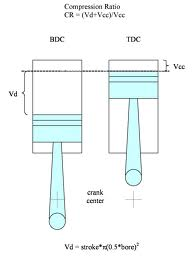 Compression Ratio
CR = (Vd+Vcc)/Vcc
BDC TDC
Vcc
Vd
crank
center
Vd = stroke*π(0.5*bore)²